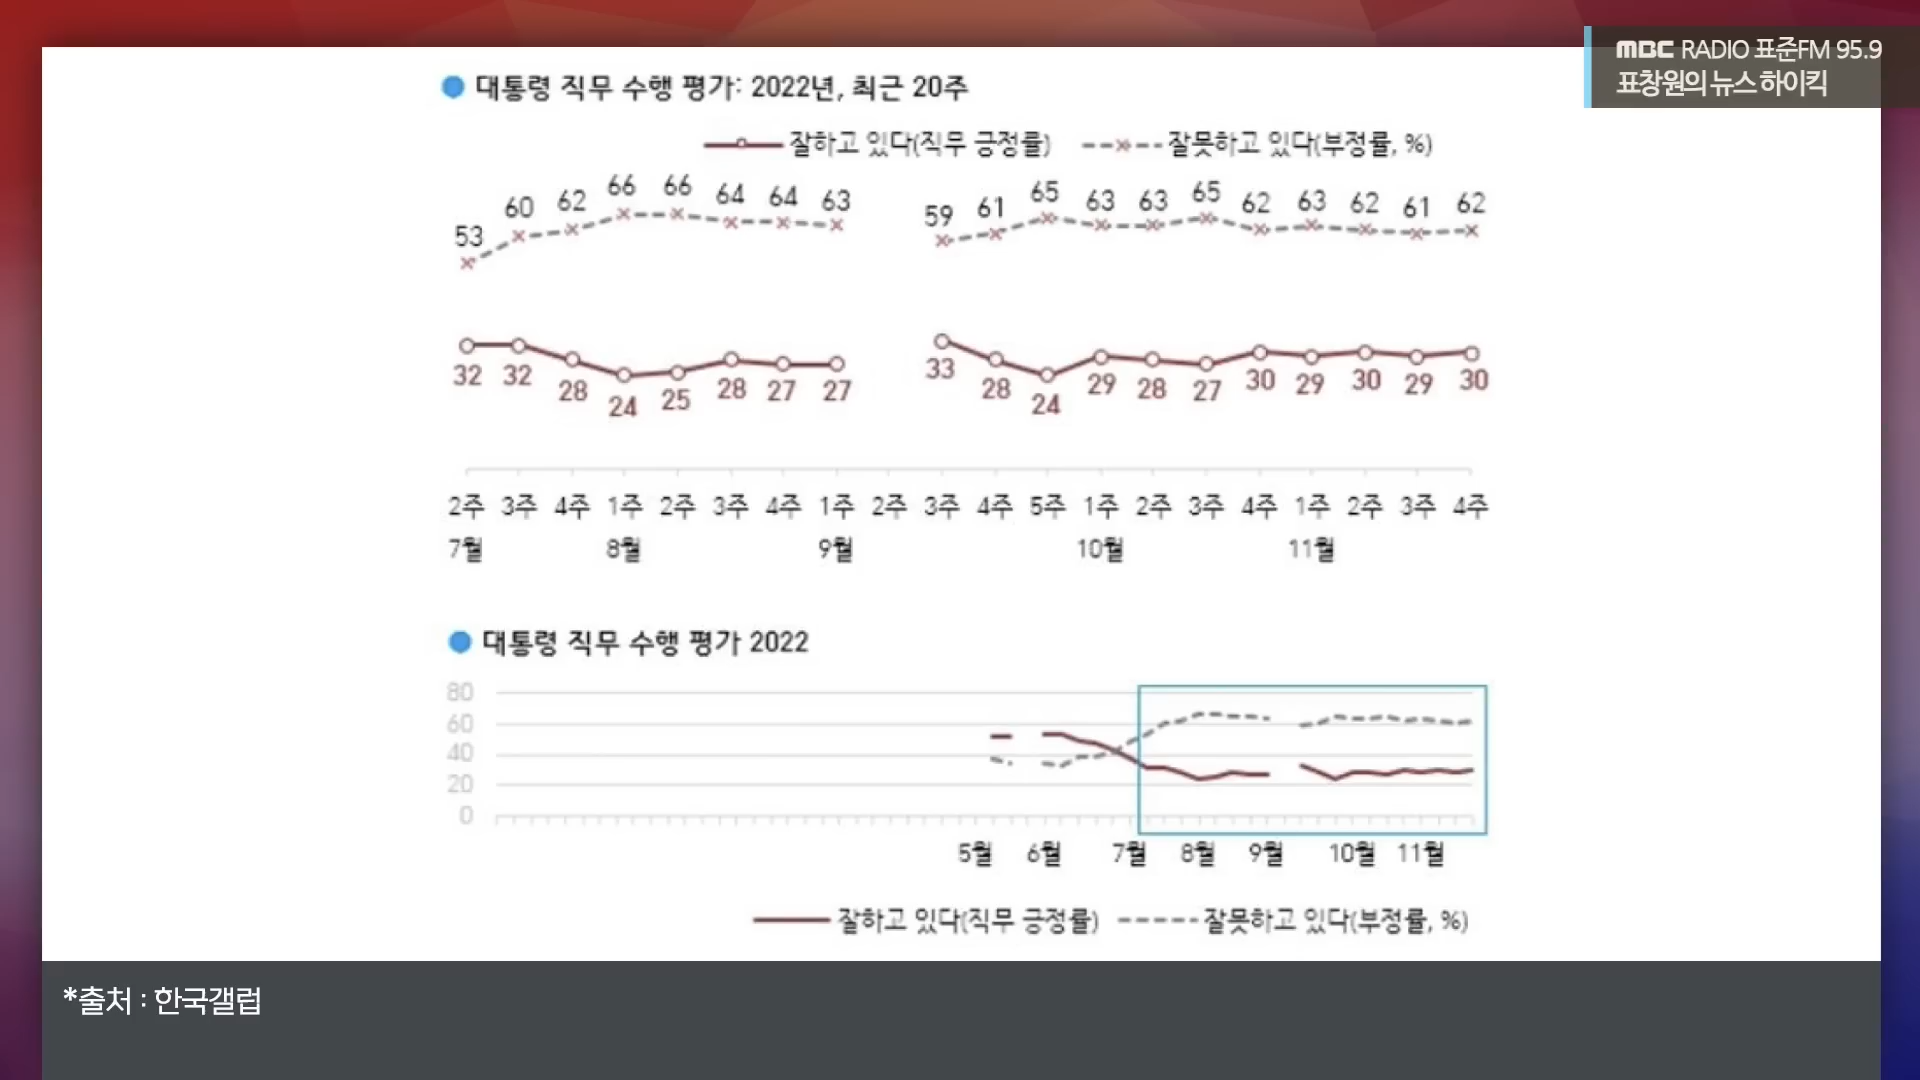 MBC RADIO 표준FM 95.9
표창원의 뉴스 하이킥
대통령 직무 수행 평가: 2022년, 최근 20주
잘하고 있다(직무 긍정률) 잘못하고 있다(부정률, %)
53 60 62 66 66 64 64 63 59 61 65 63 63 65 62 63 62 61 62
32 32 28 24 25 28 27 27 33 28 24 29 28 27 30 29 30 29 30
2주 3주 4주 1주 2주 3주 4주 1주 2주 3주 4주 5주 1주 2주 3주 4주 1주 2주 3주 4주
7월 8월 9월 10월 11월
대통령 직무 수행 평가 2022
80
60
40
20
0
5월 6월 7월 8월 9월 10월 11월
잘하고 있다(직무 긍정률) 잘못하고 있다(부정률, %)
*출처 : 한국갤럽